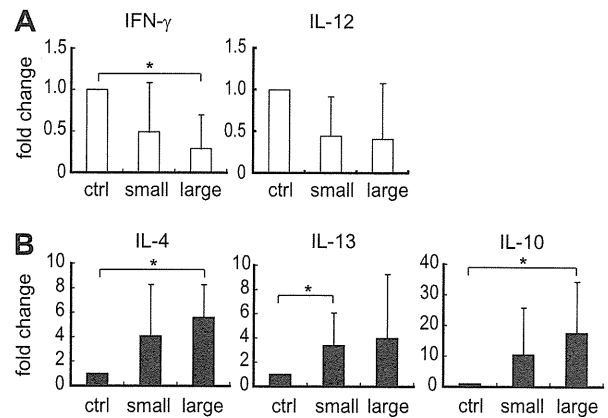 A
IFN-γ
IL-12
fold change
1.5
1.0
0.5
0
*
ctrl small large
1.5
1.0
0.5
0
ctrl small large
B
IL-4
IL-13
IL-10
fold change
10
8
6
4
2
0
*
ctrl small large
10
8
6
4
2
0
*
ctrl small large
40
30
20
10
0
*
ctrl small large